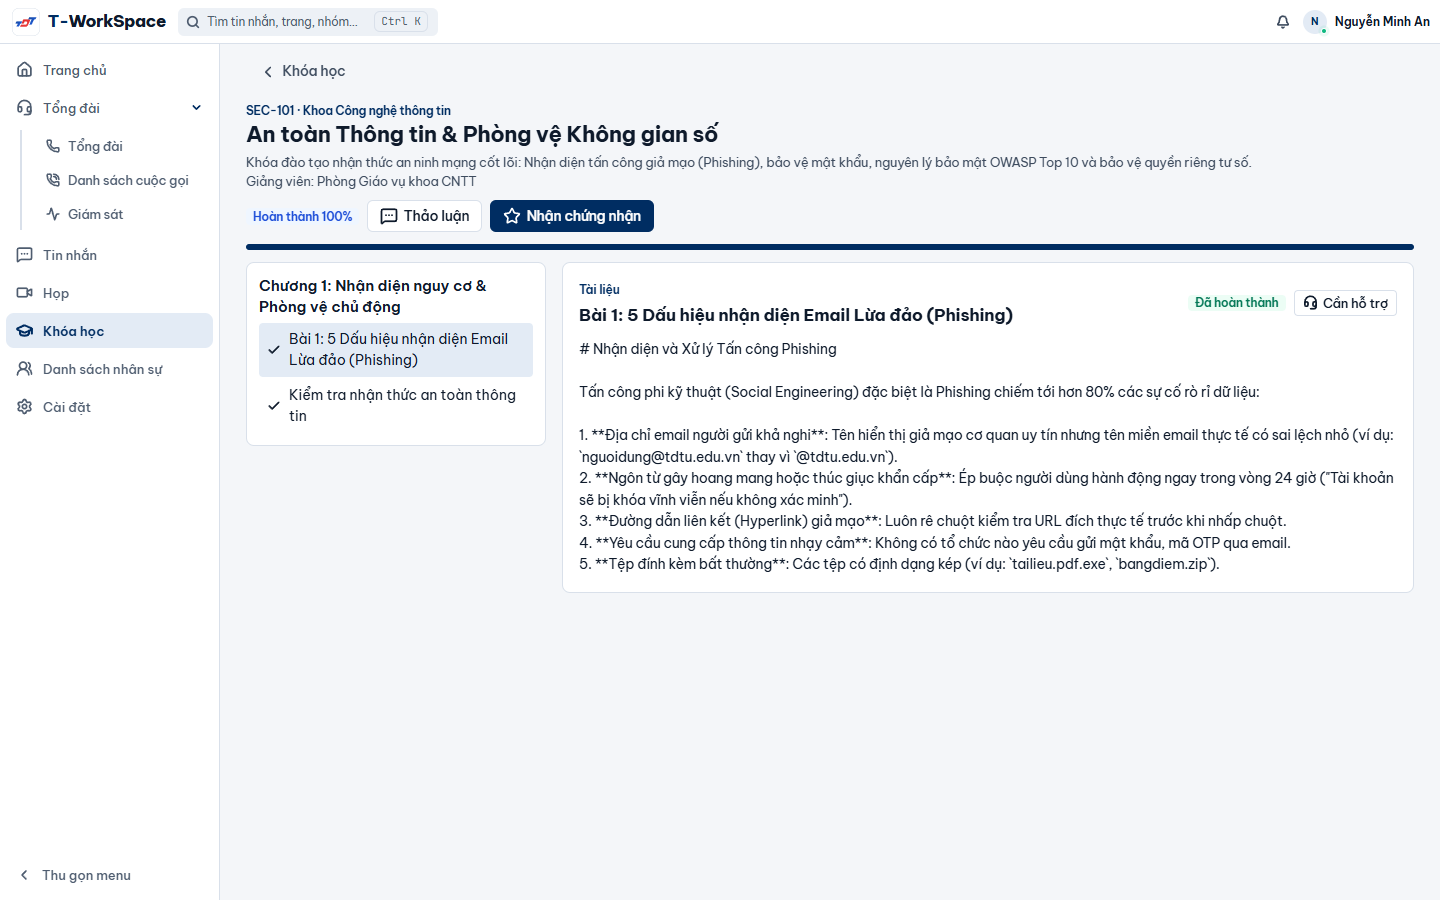 TDT T-WorkSpace
Tìm tin nhắn, trang, nhóm... Ctrl K
N Nguyễn Minh An
Trang chủ
Tổng đài
Tổng đài
Danh sách cuộc gọi
Giám sát
Tin nhắn
Họp
Khóa học
Danh sách nhân sự
Cài đặt
Thu gọn menu
Khóa học
SEC-101 · Khoa Công nghệ thông tin
An toàn Thông tin & Phòng vệ Không gian số
Khóa đào tạo nhận thức an ninh mạng cốt lõi: Nhận diện tấn công giả mạo (Phishing), bảo vệ mật khẩu, nguyên lý bảo mật OWASP Top 10 và bảo vệ quyền riêng tư số.
Giảng viên: Phòng Giáo vụ khoa CNTT
Hoàn thành 100% Thảo luận Nhận chứng nhận
Chương 1: Nhận diện nguy cơ &
Phòng vệ chủ động
Bài 1: 5 Dấu hiệu nhận diện Email
Lừa đảo (Phishing)
Kiểm tra nhận thức an toàn thông
tin
Tài liệu
Bài 1: 5 Dấu hiệu nhận diện Email Lừa đảo (Phishing)
Đã hoàn thành Cần hỗ trợ
# Nhận diện và Xử lý Tấn công Phishing
Tấn công phi kỹ thuật (Social Engineering) đặc biệt là Phishing chiếm tới hơn 80% các sự cố rò rỉ dữ liệu:
1. **Địa chỉ email người gửi khả nghi**: Tên hiển thị giả mạo cơ quan uy tín nhưng tên miền email thực tế có sai lệch nhỏ (ví dụ:
`nguoidung@tdtu.edu.vn` thay vì `@tdtu.edu.vn`).
2. **Ngôn từ gây hoang mang hoặc thúc giục khẩn cấp**: Ép buộc người dùng hành động ngay trong vòng 24 giờ ("Tài khoản
sẽ bị khóa vĩnh viễn nếu không xác minh").
3. **Đường dẫn liên kết (Hyperlink) giả mạo**: Luôn rê chuột kiểm tra URL đích thực tế trước khi nhấp chuột.
4. **Yêu cầu cung cấp thông tin nhạy cảm**: Không có tổ chức nào yêu cầu gửi mật khẩu, mã OTP qua email.
5. **Tệp đính kèm bất thường**: Các tệp có định dạng kép (ví dụ: `tailieu.pdf.exe`, `bangdiem.zip`).